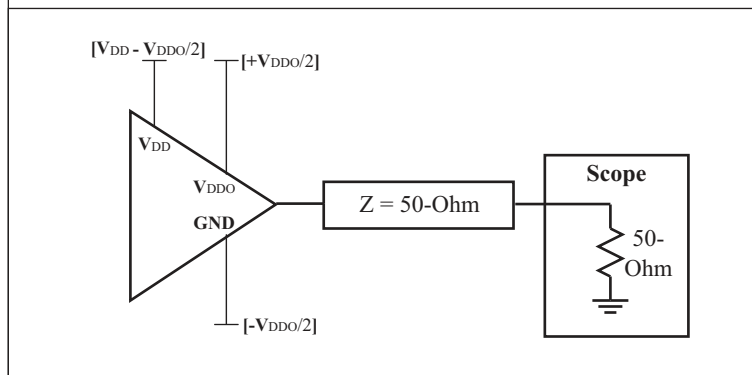 [VDD - VDDO/2]
[+VDDO/2]
VDD
VDDO
GND
[-VDDO/2]
Z = 50-Ohm
Scope
50-
Ohm